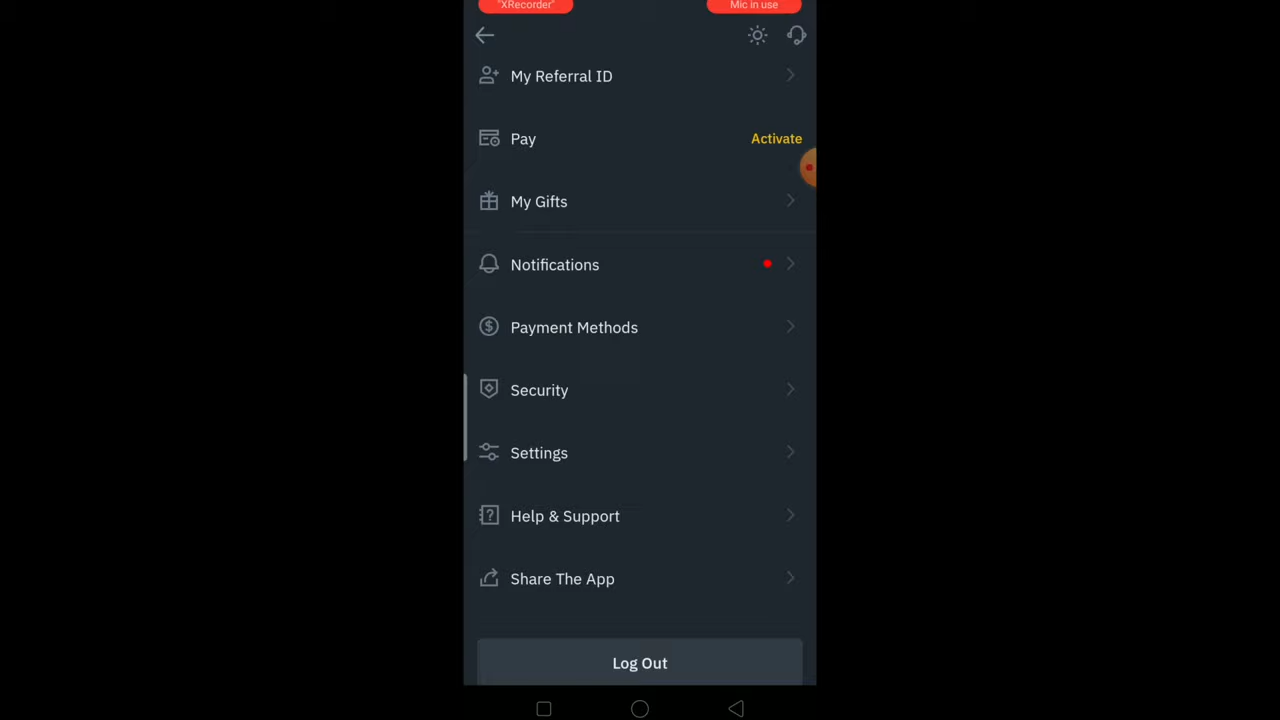 "XRecorder"
Mic in use
My Referral ID
Pay
Activate
My Gifts
Notifications
Payment Methods
Security
Settings
Help & Support
Share The App
Log Out